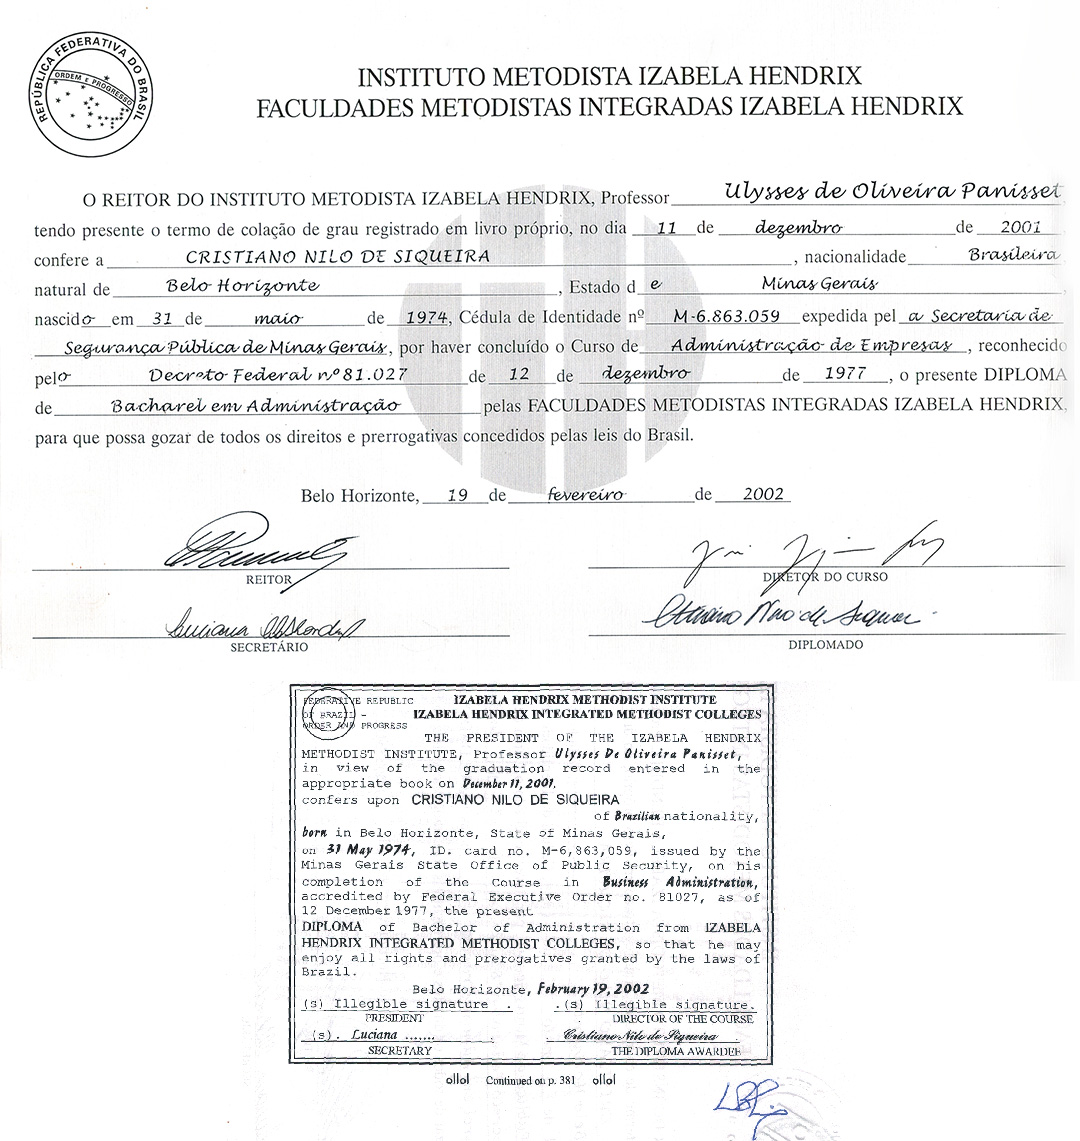 REPÚBLICA FEDERATIVA DO BRASIL
ORDEM E PROGRESSO
INSTITUTO METODISTA IZABELA HENDRIX
FACULDADES METODISTAS INTEGRADAS IZABELA HENDRIX
O REITOR DO INSTITUTO METODISTA IZABELA HENDRIX, Professor Ulysses de Oliveira Panisset
tendo presente o termo de colação de grau registrado em livro próprio, no dia 11 de dezembro de 2001
confere a CRISTIANO NILO DE SIQUEIRA, nacionalidade Brasileira
natural de Belo Horizonte, Estado d e Minas Gerais
nascido em 31 de maio de 1974, Cédula de Identidade nº M-6.863.059 expedida pel a Secretaria de
Segurança Pública de Minas Gerais, por haver concluído o Curso de Administração de Empresas, reconhecido
pelo Decreto Federal nº 81.027 de 12 de dezembro de 1977, o presente DIPLOMA
de Bacharel em Administração pelas FACULDADES METODISTAS INTEGRADAS IZABELA HENDRIX,
para que possa gozar de todos os direitos e prerrogativas concedidos pelas leis do Brasil.
Belo Horizonte, 19 de fevereiro de 2002
REITOR
DIRETOR DO CURSO
Luciana
Cristiano Nilo de Siqueira
SECRETÁRIO
DIPLOMADO
FEDERATIVE REPUBLIC
OF BRAZIL -
ORDER AND PROGRESS
IZABELA HENDRIX METHODIST INSTITUTE
IZABELA HENDRIX INTEGRATED METHODIST COLLEGES
THE PRESIDENT OF THE IZABELA HENDRIX
METHODIST INSTITUTE, Professor Ulysses De Oliveira Panisset,
in view of the graduation record entered in the
appropriate book on December 11, 2001.
confers upon CRISTIANO NILO DE SIQUEIRA
of Brazilian nationality,
born in Belo Horizonte, State of Minas Gerais,
on 31 May 1974, ID. card no. M-6,863,059, issued by the
Minas Gerais State Office of Public Security, on his
completion of the Course in Business Administration,
accredited by Federal Executive Order no. 81027, as of
12 December 1977, the present
DIPLOMA of Bachelor of Administration from IZABELA
HENDRIX INTEGRATED METHODIST COLLEGES, so that he may
enjoy all rights and prerogatives granted by the laws of
Brazil.
Belo Horizonte, February 19, 2002
(s) Illegible signature . .(s) Illegible signature.
PRESIDENT DIRECTOR OF THE COURSE
(s). Luciana ....... Cristiano Nilo de Siqueira
SECRETARY THE DIPLOMA AWARDEE
ollol Continued on p. 381 ollol